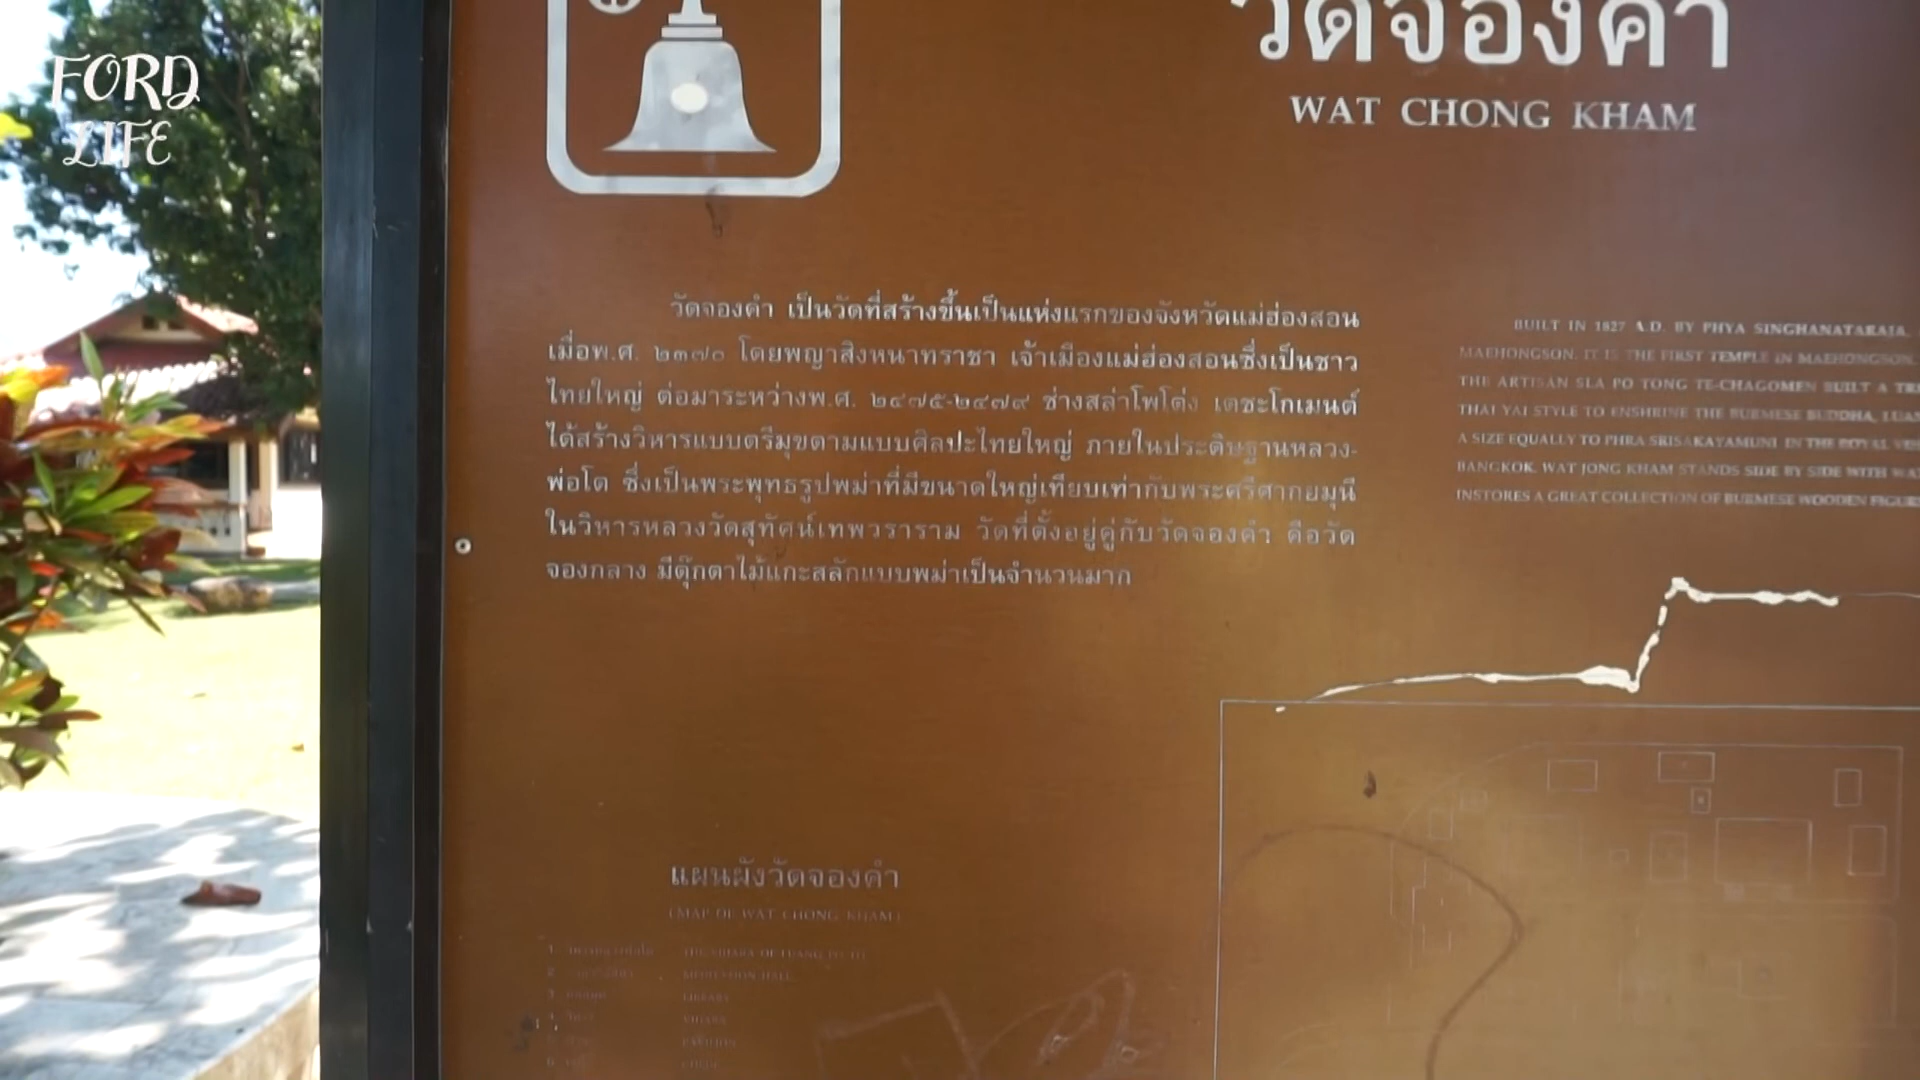 FORD
LIFE
วัดจองคำ
WAT CHONG KHAM
วัดจองคำ เป็นวัดที่สร้างขึ้นเป็นแห่งแรกของจังหวัดแม่ฮ่องสอน
เมื่อพ.ศ. ๒๓๗๐ โดยพญาสิงหนาทราชา เจ้าเมืองแม่ฮ่องสอนซึ่งเป็นชาว
ไทยใหญ่ ต่อมาระหว่างพ.ศ. ๒๔๗๕-๒๔๗๙ ช่างสล่าโพโต่ง เตชะโกเมนต์
ได้สร้างวิหารแบบตรีมุขตามแบบศิลปะไทยใหญ่ ภายในประดิษฐานหลวง-
พ่อโต ซึ่งเป็นพระพุทธรูปพม่าที่มีขนาดใหญ่เทียบเท่ากับพระศรีศากยมุนี
ในวิหารหลวงวัดสุทัศน์เทพวราราม วัดที่ตั้งอยู่คู่กับวัดจองคำ คือวัด
จองกลาง มีตุ๊กตาไม้แกะสลักแบบพม่าเป็นจำนวนมาก
BUILT IN 1827 A.D. BY PHYA SINGHANATARAJA.
MAEHONGSON. IT IS THE FIRST TEMPLE IN MAEHONGSON.
THE ARTISAN SLA PO TONG TE-CHAGOMEN BUILT A
THAI YAI STYLE TO ENSHRINE THE BURMESE BUDDHA,
A SIZE EQUALLY TO PHRA SRISAKAYAMUNI IN THE ROYAL
BANGKOK. WAT JONG KHAM STANDS SIDE BY SIDE WITH
INSTORES A GREAT COLLECTION OF BURMESE WOODEN
แผนผังวัดจองคำ
(MAP OF WAT CHONG KHAM)
2 MEDITATION HALL
3 LIBRARY